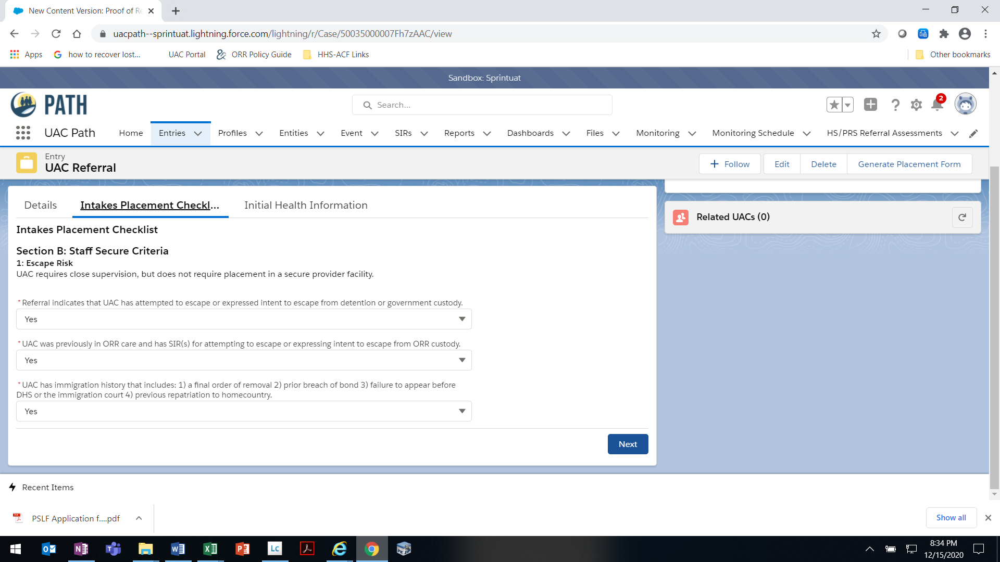 New Content Version: Proof of Re
uacpath--sprintuat.lightning.force.com/lightning/r/Case/50035000007Fh7zAAC/view
Apps how to recover lost... UAC Portal ORR Policy Guide HHS-ACF Links Other bookmarks
Sandbox: Sprintuat
PATH Search... 2
UAC Path Home Entries Profiles Entities Event SIRs Reports Dashboards Files Monitoring Monitoring Schedule HS/PRS Referral Assessments
Entry
UAC Referral
+ Follow Edit Delete Generate Placement Form
Details Intakes Placement Checkl... Initial Health Information
Related UACs (0)
Intakes Placement Checklist
Section B: Staff Secure Criteria
1: Escape Risk
UAC requires close supervision, but does not require placement in a secure provider facility.
*Referral indicates that UAC has attempted to escape or expressed intent to escape from detention or government custody.
Yes
*UAC was previously in ORR care and has SIR(s) for attempting to escape or expressing intent to escape from ORR custody.
Yes
*UAC has immigration history that includes: 1) a final order of removal 2) prior breach of bond 3) failure to appear before
DHS or the immigration court 4) previous repatriation to homecountry.
Yes
Next
Recent Items
PSLF Application f....pdf
Show all
8:34 PM
12/15/2020